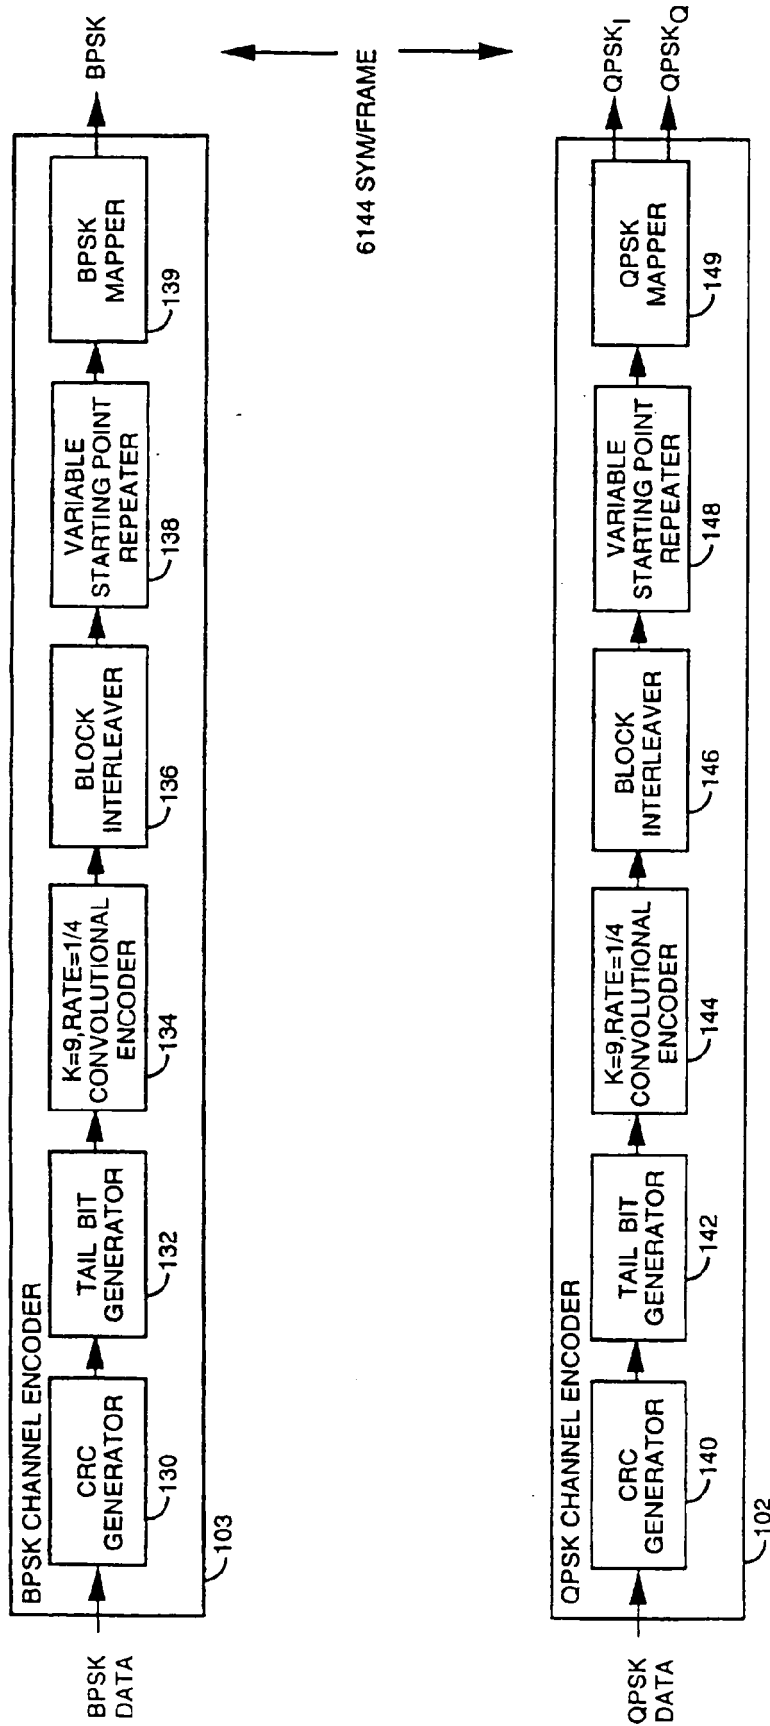 BPSK CHANNEL ENCODER
BPSK
DATA
CRC
GENERATOR
130
TAIL BIT
GENERATOR
132
K=9,RATE=1/4
CONVOLUTIONAL
ENCODER
134
BLOCK
INTERLEAVER
136
VARIABLE
STARTING POINT
REPEATER
138
BPSK
MAPPER
139
BPSK
103
6144 SYM/FRAME
QPSK CHANNEL ENCODER
QPSK
DATA
CRC
GENERATOR
140
TAIL BIT
GENERATOR
142
K=9,RATE=1/4
CONVOLUTIONAL
ENCODER
144
BLOCK
INTERLEAVER
146
VARIABLE
STARTING POINT
REPEATER
148
QPSK
MAPPER
149
QPSKI
QPSKQ
102